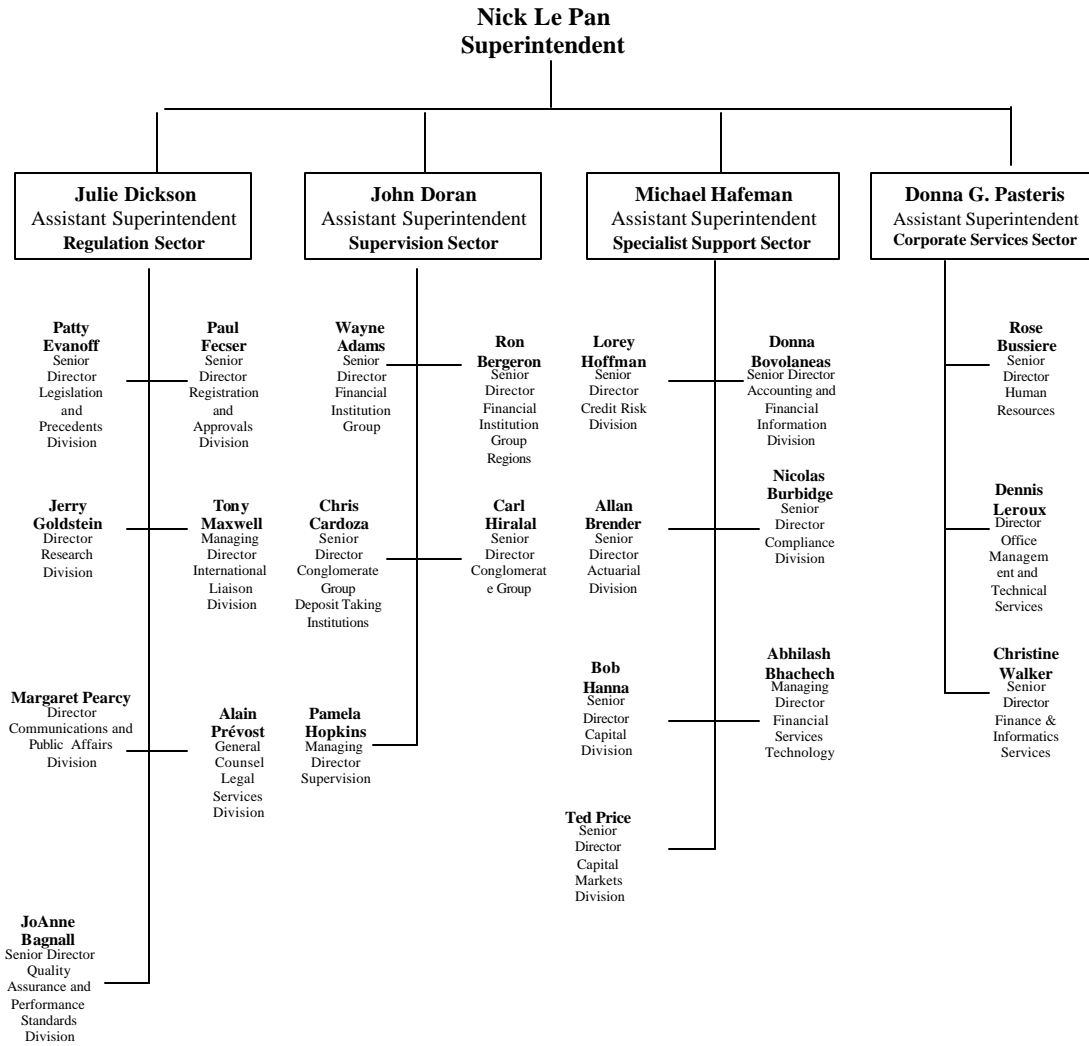 Nick Le Pan
Superintendent
Julie Dickson
Assistant Superintendent
Regulation Sector
John Doran
Assistant Superintendent
Supervision Sector
Michael Hafeman
Assistant Superintendent
Specialist Support Sector
Donna G. Pasteris
Assistant Superintendent
Corporate Services Sector
Patty
Evanoff
Senior
Director
Legislation
and
Precedents
Division
Paul
Fecser
Senior
Director
Registration
and
Approvals
Division
Wayne
Adams
Senior
Director
Financial
Institution
Group
Ron
Bergeron
Senior
Director
Financial
Institution
Group
Regions
Lorey
Hoffman
Senior
Director
Credit Risk
Division
Donna
Bovolaneas
Senior Director
Accounting and
Financial
Information
Division
Rose
Bussiere
Senior
Director
Human
Resources
Jerry
Goldstein
Director
Research
Division
Tony
Maxwell
Managing
Director
International
Liaison
Division
Chris
Cardoza
Senior
Director
Conglomerate
Group
Deposit Taking
Institutions
Carl
Hiralal
Senior
Director
Conglomerat
e Group
Allan
Brender
Senior
Director
Actuarial
Division
Nicolas
Burbidge
Senior
Director
Compliance
Division
Dennis
Leroux
Director
Office
Managem
ent and
Technical
Services
Margaret Pearcy
Director
Communications and
Public Affairs
Division
Alain
Prévost
General
Counsel
Legal
Services
Division
Pamela
Hopkins
Managing
Director
Supervision
Bob
Hanna
Senior
Director
Capital
Division
Abhilash
Bhachech
Managing
Director
Financial
Services
Technology
Christine
Walker
Senior
Director
Finance &
Informatics
Services
Ted Price
Senior
Director
Capital
Markets
Division
JoAnne
Bagnall
Senior Director
Quality
Assurance and
Performance
Standards
Division